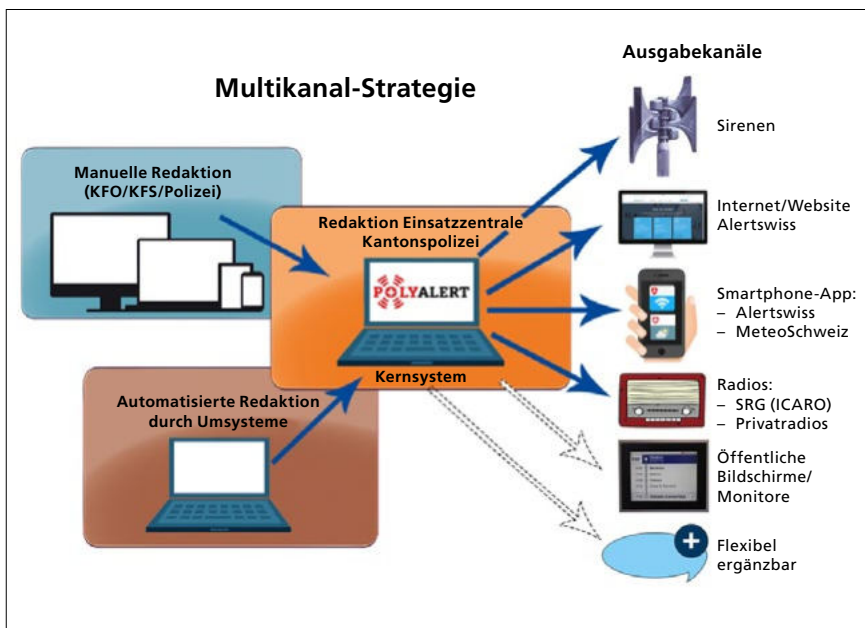 Multikanal-Strategie
Ausgabekanäle
Manuelle Redaktion
(KFO/KFS/Polizei)
Redaktion Einsatzzentrale
Kantonspolizei
POLYALERT
Kernsystem
Automatisierte Redaktion
durch Umsysteme
Sirenen
Internet/Website
Alertswiss
Smartphone-App:
– Alertswiss
– MeteoSchweiz
Radios:
– SRG (ICARO)
– Privatradios
Öffentliche
Bildschirme/
Monitore
Flexibel
ergänzbar